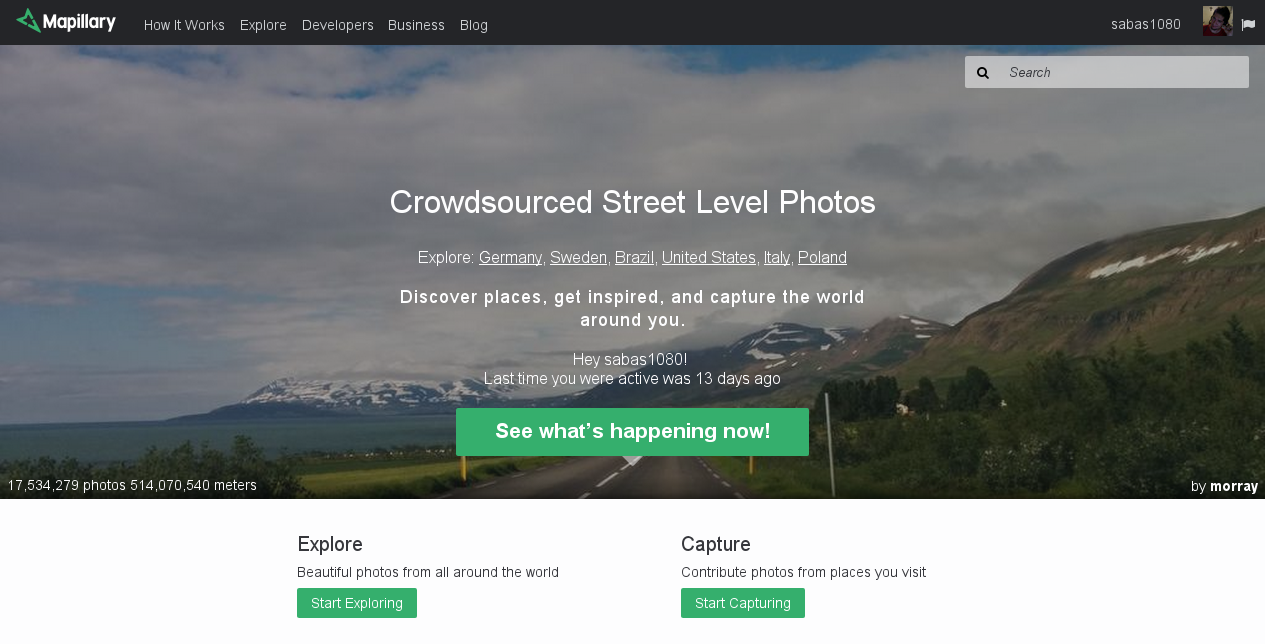 Mapillary How It Works Explore Developers Business Blog sabas1080
Search
Crowdsourced Street Level Photos
Explore: Germany, Sweden, Brazil, United States, Italy, Poland
Discover places, get inspired, and capture the world
around you.
Hey sabas1080!
Last time you were active was 13 days ago
See what's happening now!
17,534,279 photos 514,070,540 meters by morray
Explore Capture
Beautiful photos from all around the world Contribute photos from places you visit
Start Exploring Start Capturing